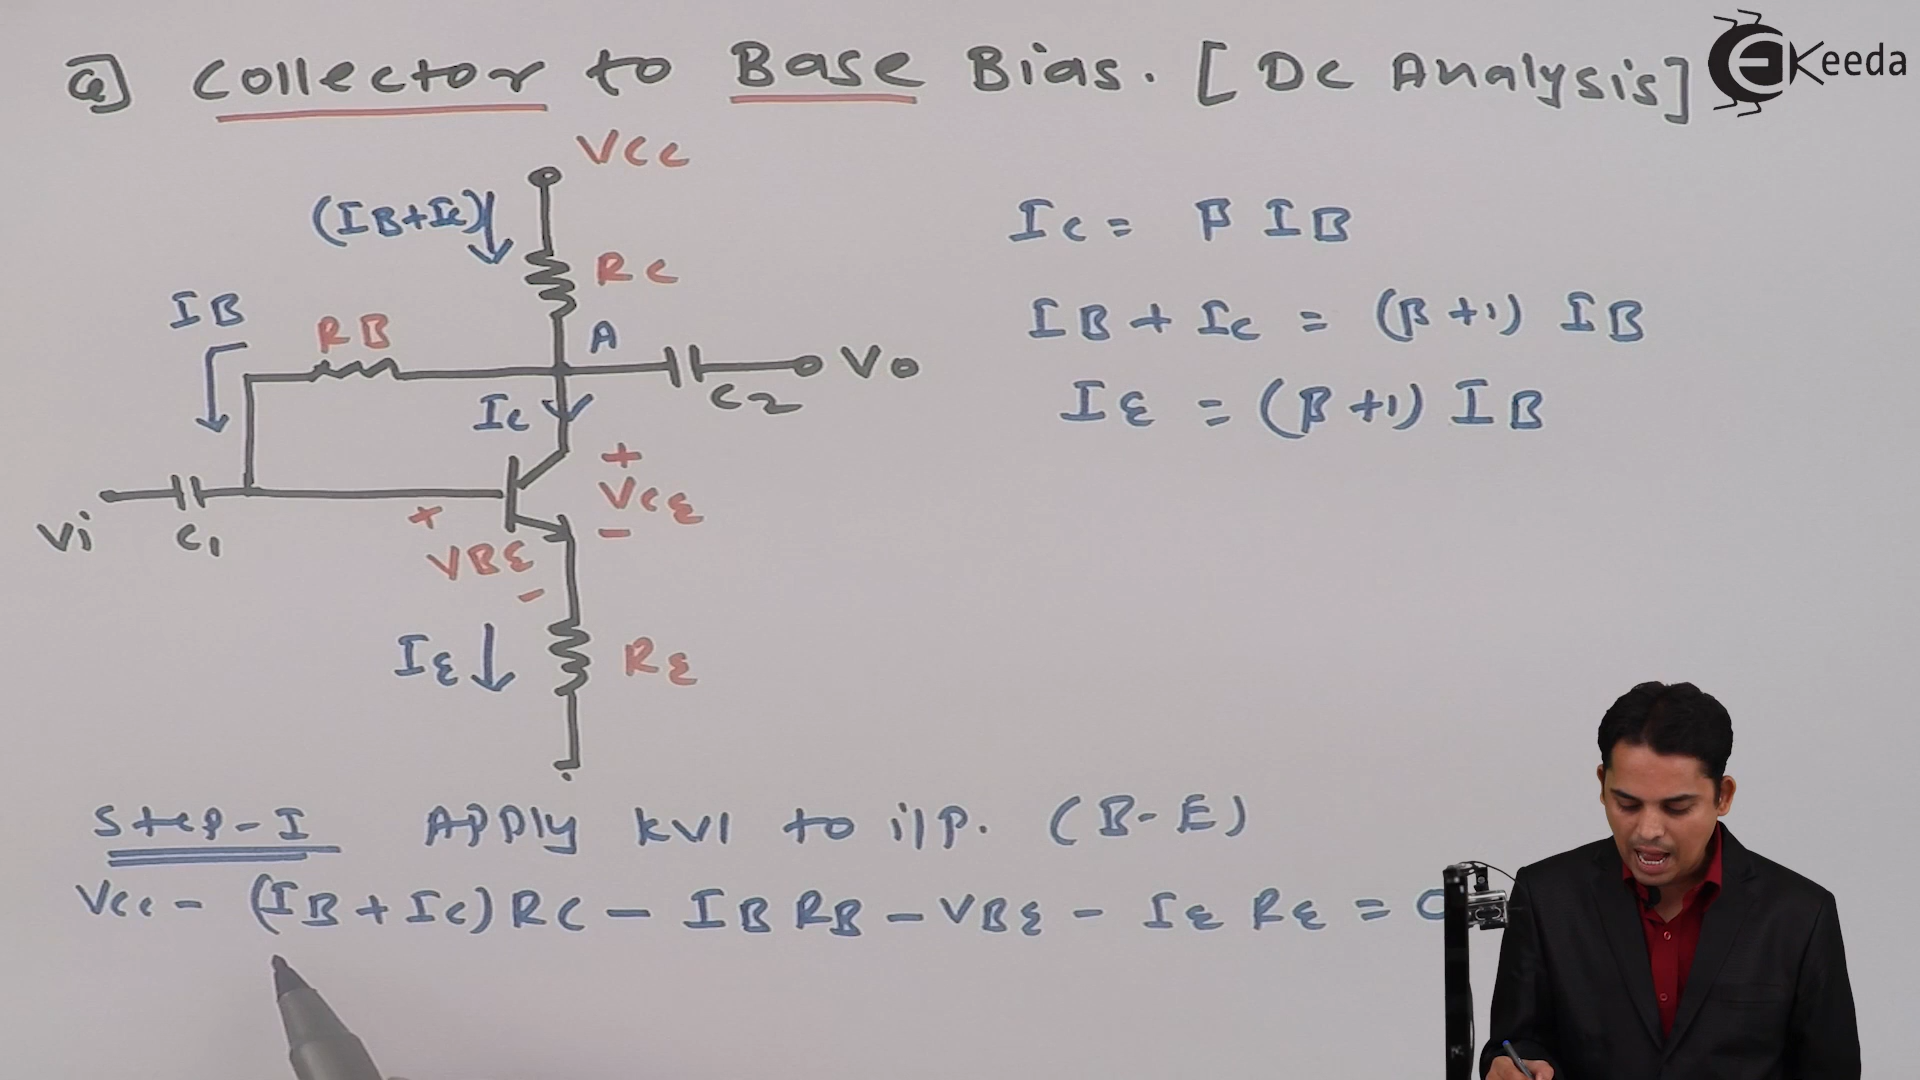 Q] Collector to Base Bias. [DC Analysis]
EKeeda
VCC
(IB+IC)
RC
IB
RB
A
Vo
C2
IC
+
VCE
-
Vi
C1
+
VBE
-
IE
RE
IC = β IB
IB + IC = (β+1) IB
IE = (β+1) IB
Step-I Apply KVl to i/p. (B-E)
VCC - (IB+IC)RC - IB RB - VBE - IE RE = 0